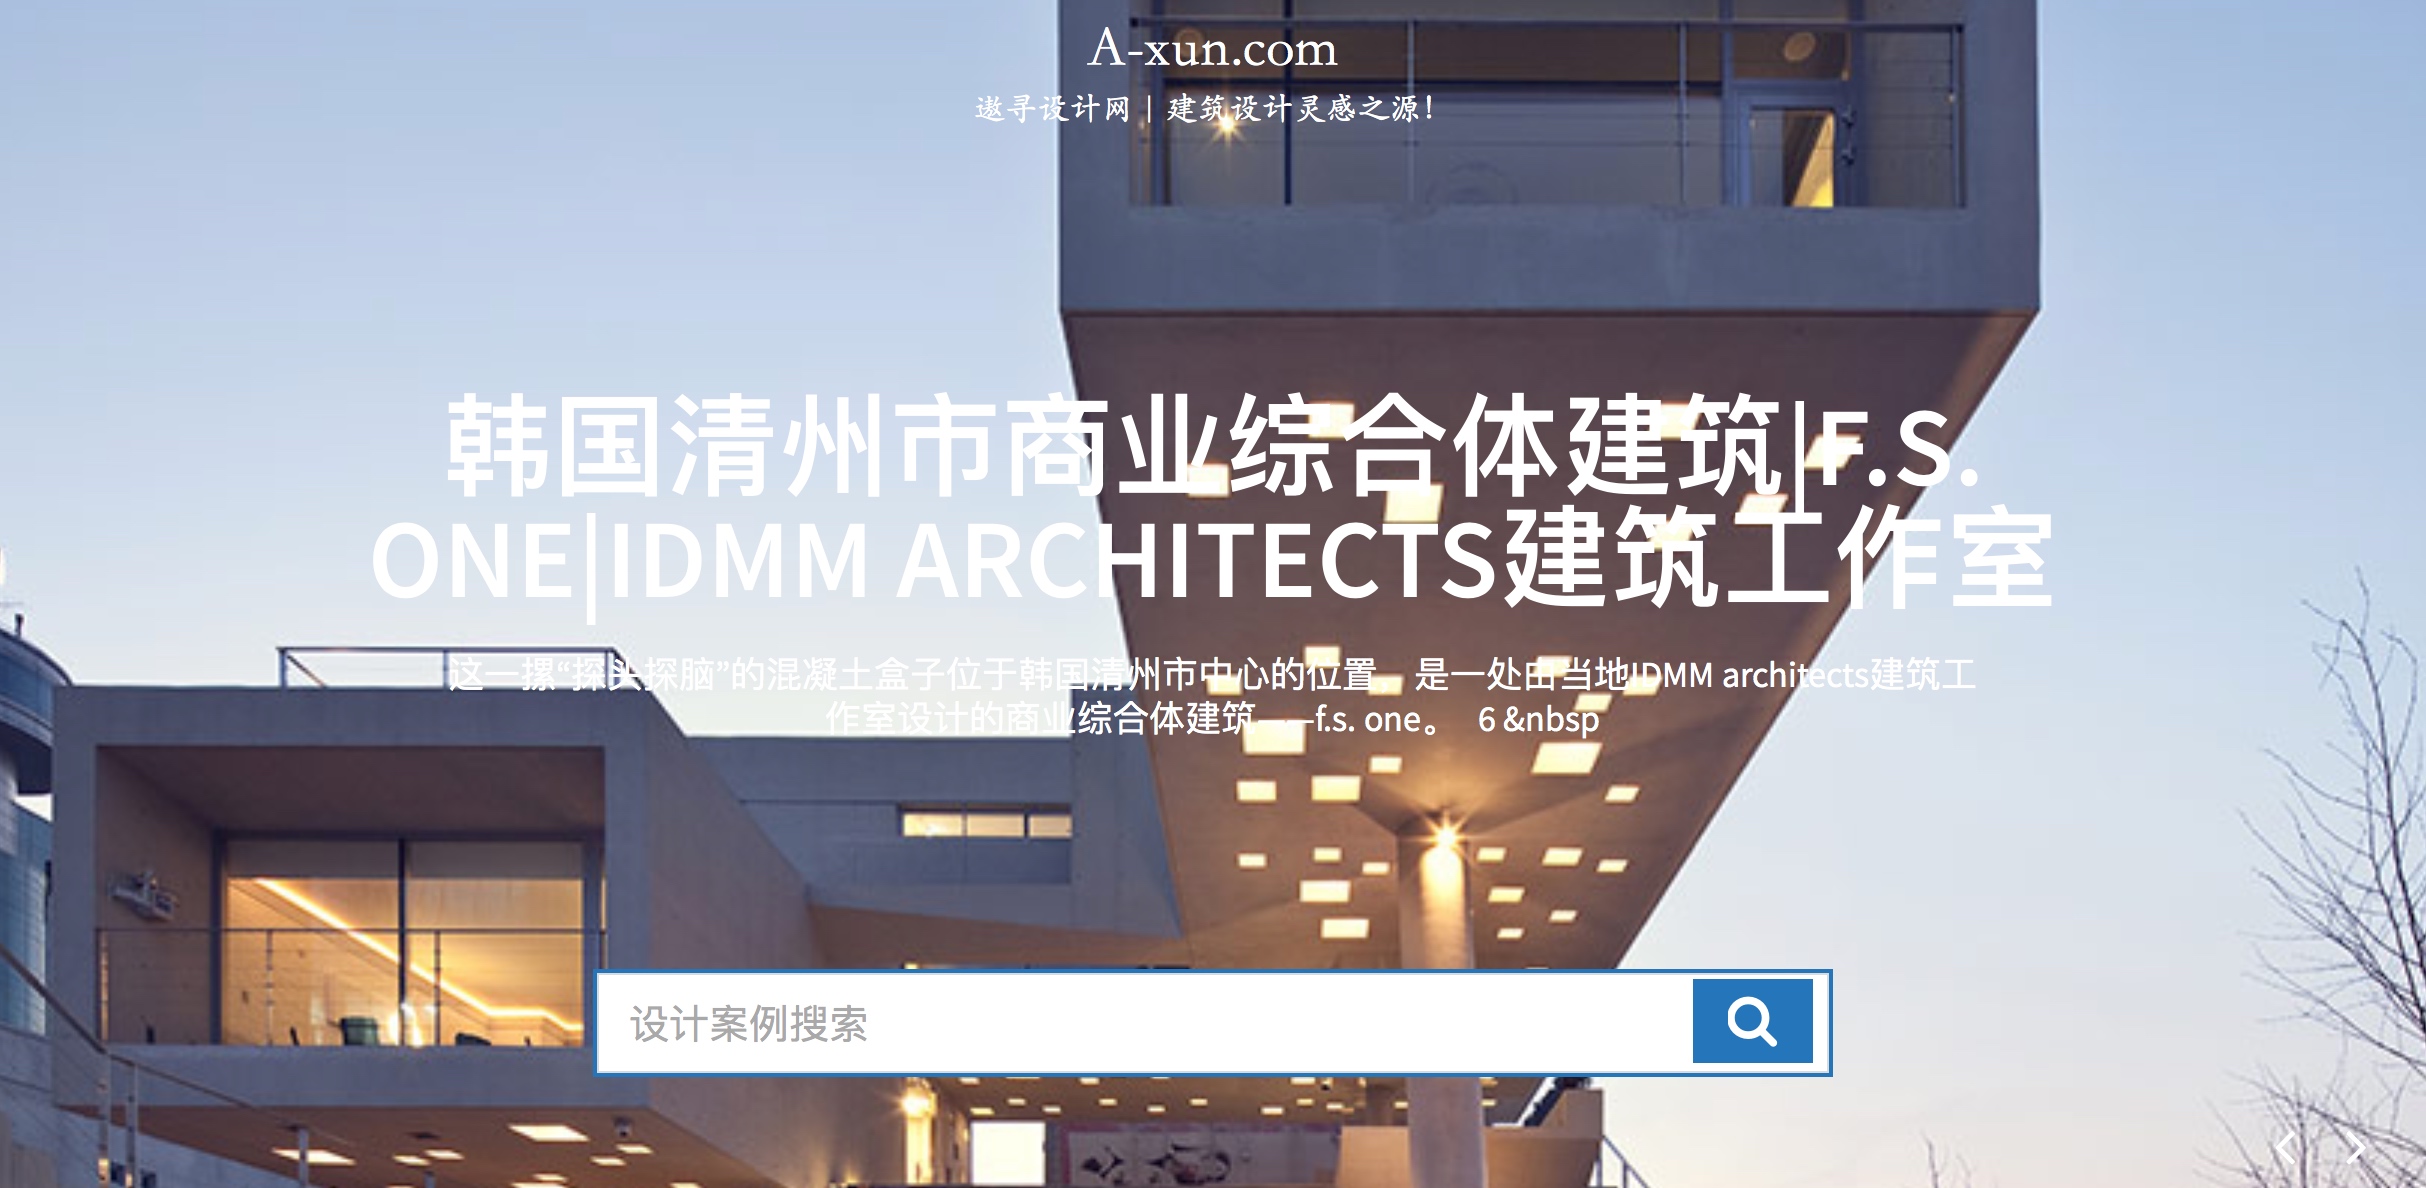 A-xun.com
遨寻设计网 | 建筑设计灵感之源!
韩国清州市商业综合体建筑|F.S.
ONE|IDMM ARCHITECTS建筑工作室
这一摞“探头探脑”的混凝土盒子位于韩国清州市中心的位置，是一处由当地IDMM architects建筑工
作室设计的商业综合体建筑——f.s. one。 6 &nbsp
设计案例搜索